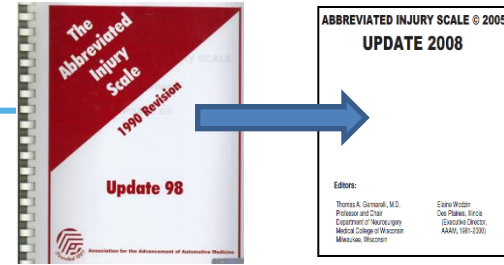 The
Abbreviated
Injury
Scale
1990 Revision
Update 98
Association for the Advancement of Automotive Medicine
ABBREVIATED INJURY SCALE © 2005
UPDATE 2008
Editors:
Thomas A. Gennarelli, M.D.
Professor and Chair
Department of Neurosurgery
Medical College of Wisconsin
Milwaukee, Wisconsin
Elaine Wodzin
Des Plaines, Illinois
(Executive Director,
AAAM, 1981-2000)